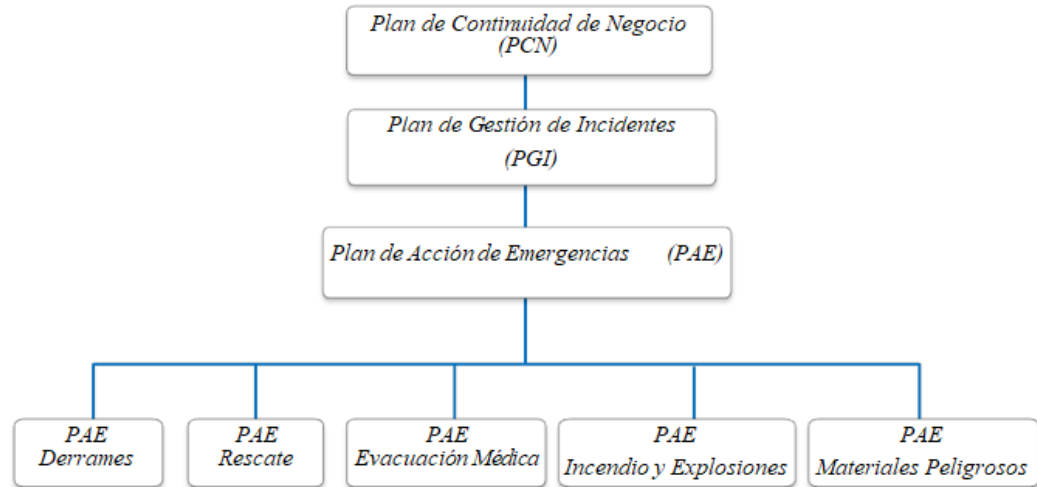 Plan de Continuidad de Negocio
(PCN)
Plan de Gestión de Incidentes
(PGI)
Plan de Acción de Emergencias (PAE)
PAE
Derrames
PAE
Rescate
PAE
Evacuación Médica
PAE
Incendio y Explosiones
PAE
Materiales Peligrosos